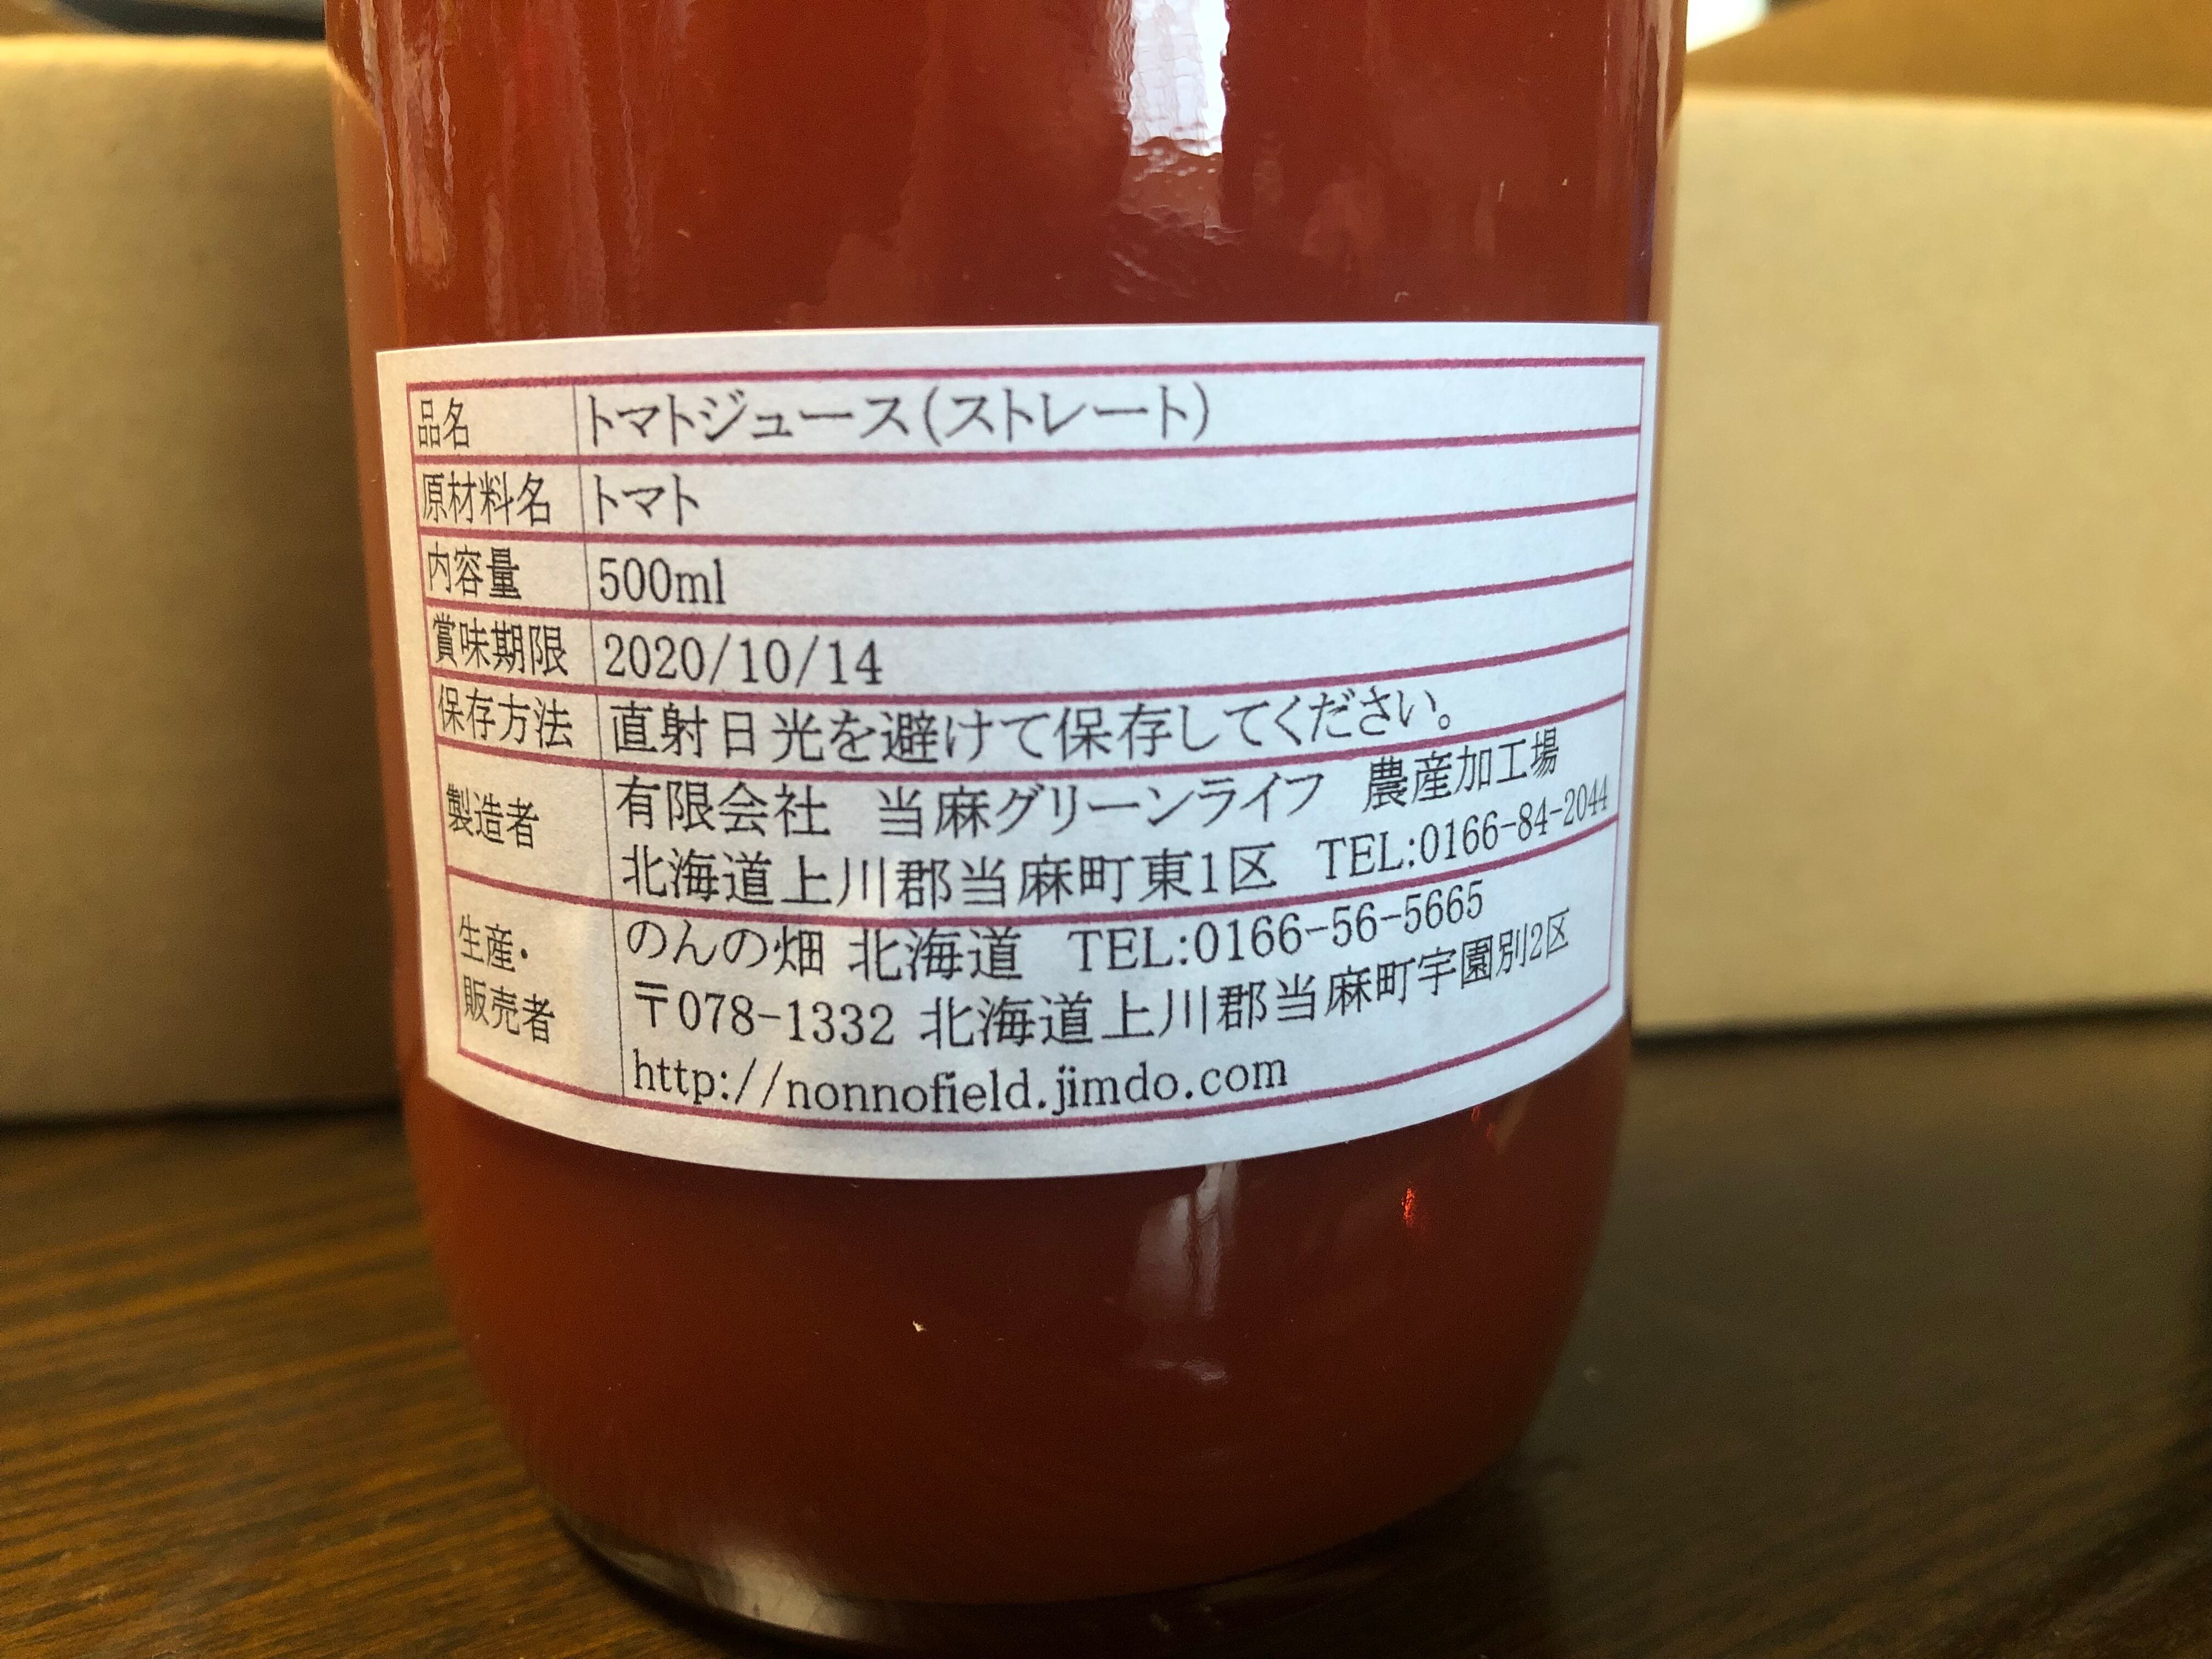 品名 トマトジュース(ストレート)
原材料名 トマト
内容量 500ml
賞味期限 2020/10/14
保存方法 直射日光を避けて保存してください。
製造者 有限会社 当麻グリーンライフ 農産加工場
北海道上川郡当麻町東1区 TEL:0166-84-2044
生産・販売者 のんの畑 北海道 TEL:0166-56-5665
〒078-1332 北海道上川郡当麻町宇園別2区
http://nonnofield.jimdo.com